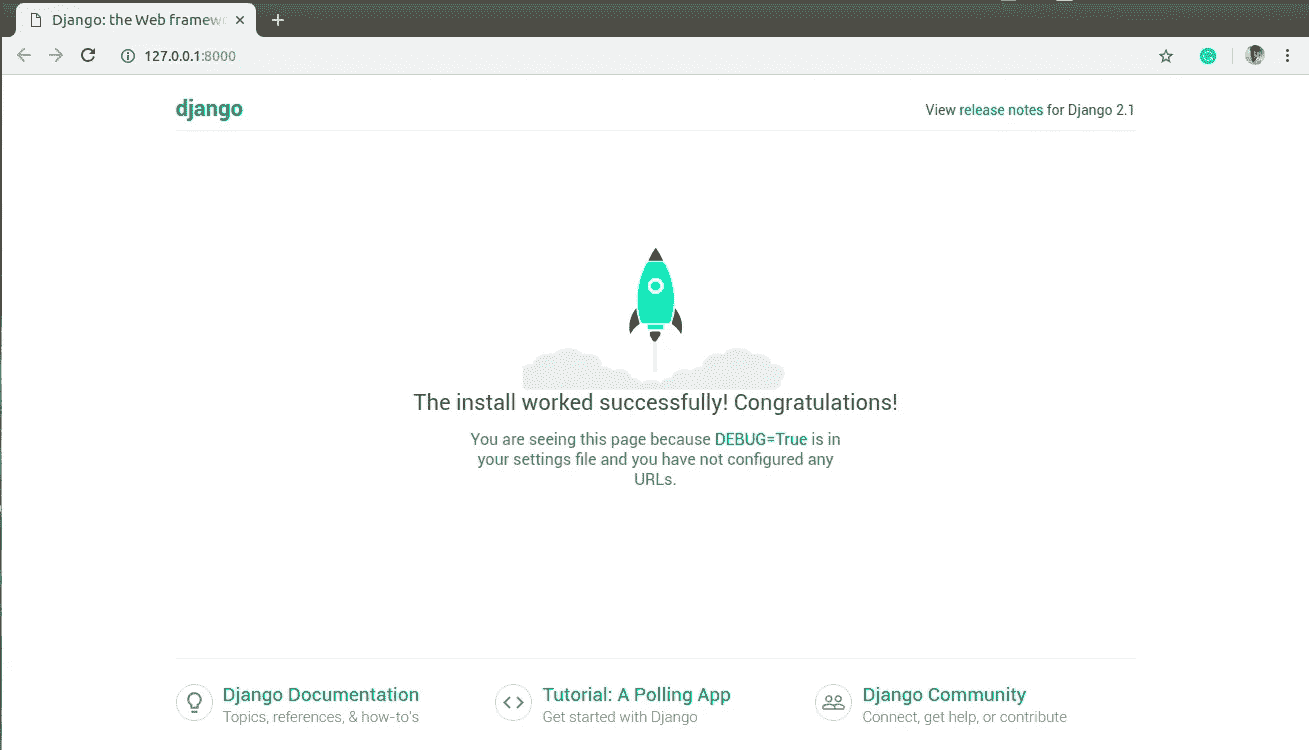 Django: the Web framew
127.0.0.1:8000
django
View release notes for Django 2.1
The install worked successfully! Congratulations!
You are seeing this page because DEBUG=True is in
your settings file and you have not configured any
URLs.
Django Documentation
Topics, references, & how-to's
Tutorial: A Polling App
Get started with Django
Django Community
Connect, get help, or contribute